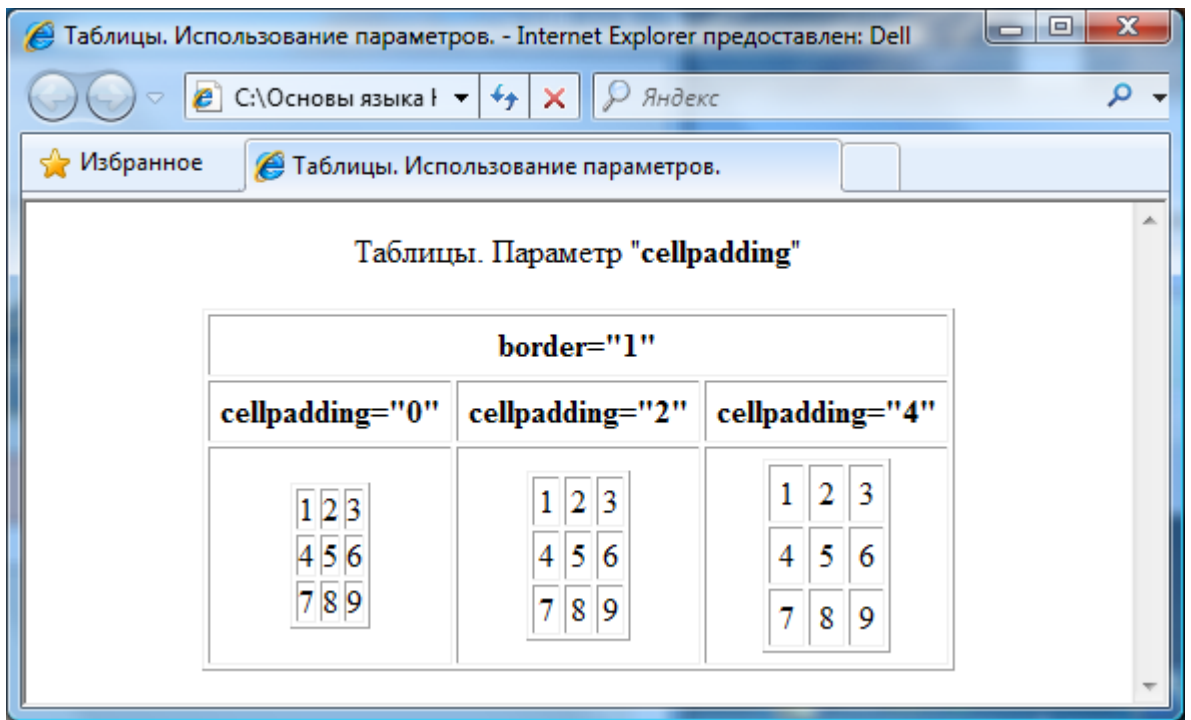 Таблицы. Использование параметров. - Internet Explorer предоставлен: Dell
C:\Основы языка Яндекс
Избранное Таблицы. Использование параметров.
Таблицы. Параметр "cellpadding"
border="1"
cellpadding="0" cellpadding="2" cellpadding="4"
1 2 3 1 2 3 1 2 3
4 5 6 4 5 6 4 5 6
7 8 9 7 8 9 7 8 9